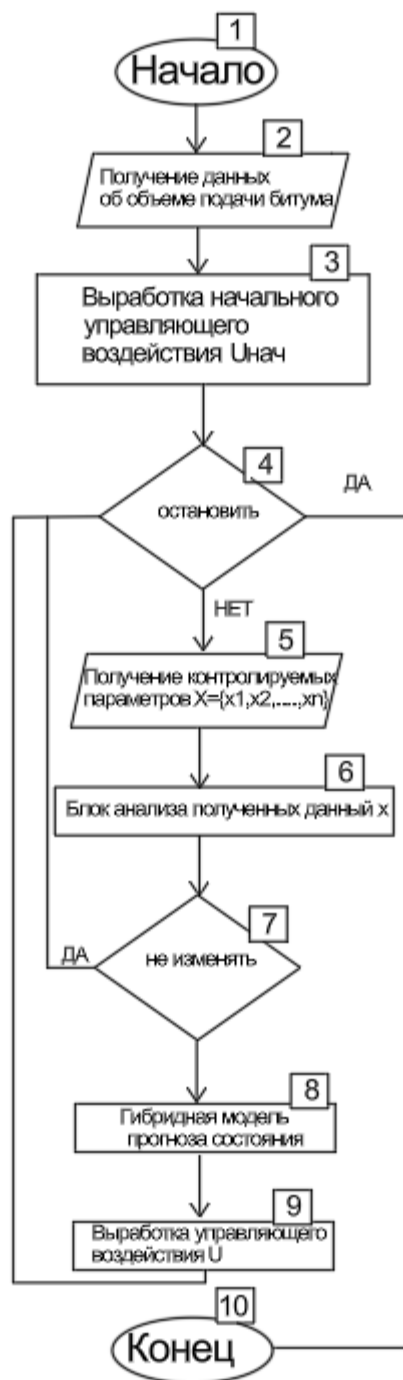 1
Начало
2
Получение данных
об объеме подачи битума
3
Выработка начального
управляющего
воздействия Uнач
4
остановить
ДА
НЕТ
5
Получение контролируемых
параметров X={x1,x2,.....,xn}
6
Блок анализа полученных данный x
7
не изменять
ДА
8
Гибридная модель
прогноза состояния
9
Выработка управляющего
воздействия U
10
Конец